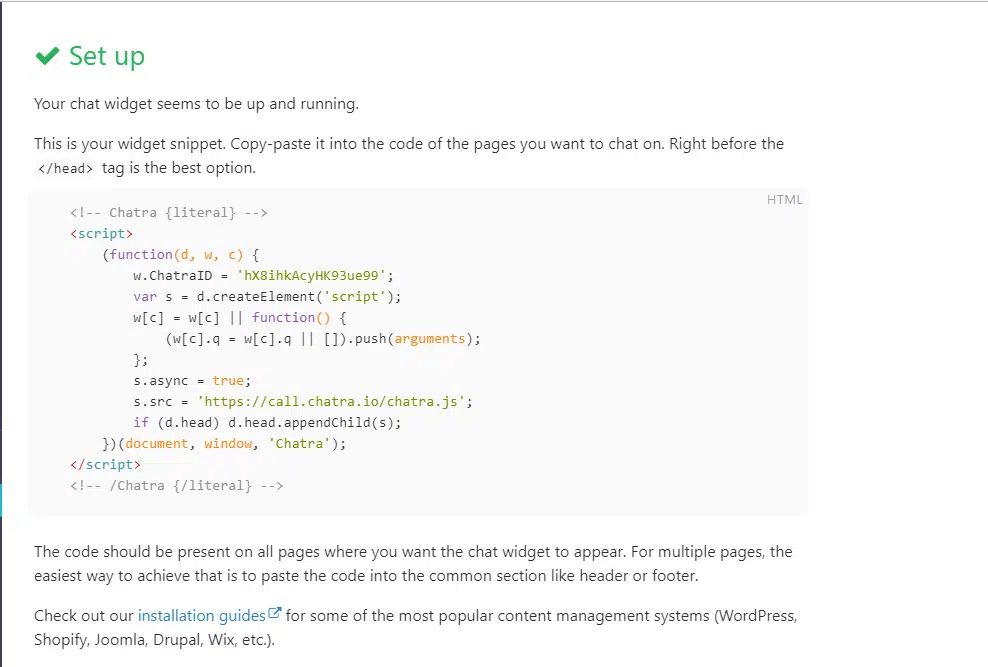 Set up
Your chat widget seems to be up and running.
This is your widget snippet. Copy-paste it into the code of the pages you want to chat on. Right before the
</head> tag is the best option.
HTML
<!-- Chatra {literal} -->
<script>
(function(d, w, c) {
w.ChatraID = 'hX8ihkAcyHK93ue99';
var s = d.createElement('script');
w[c] = w[c] || function() {
(w[c].q = w[c].q || []).push(arguments);
};
s.async = true;
s.src = 'https://call.chatra.io/chatra.js';
if (d.head) d.head.appendChild(s);
})(document, window, 'Chatra');
</script>
<!-- /Chatra {/literal} -->
The code should be present on all pages where you want the chat widget to appear. For multiple pages, the
easiest way to achieve that is to paste the code into the common section like header or footer.
Check out our installation guides for some of the most popular content management systems (WordPress,
Shopify, Joomla, Drupal, Wix, etc.).